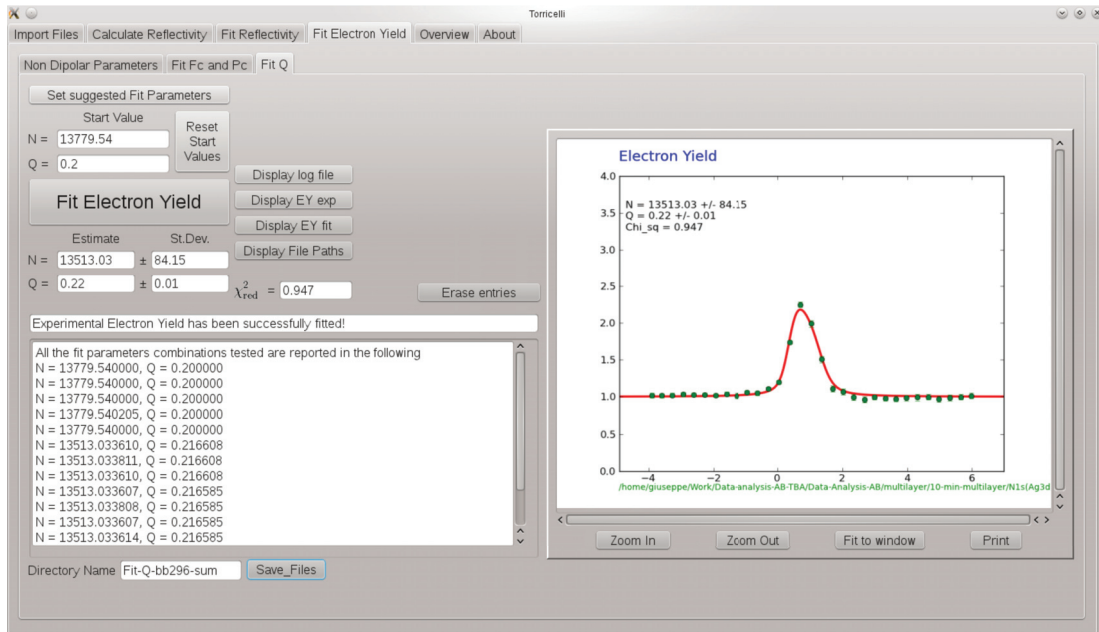 Torricelli
Import Files Calculate Reflectivity Fit Reflectivity Fit Electron Yield Overview About
Non Dipolar Parameters Fit Fc and Pc Fit Q
Set suggested Fit Parameters
Start Value
N = 13779.54
Q = 0.2
Reset
Start
Values
Fit Electron Yield
Display log file
Display EY exp
Display EY fit
Display File Paths
Estimate St.Dev.
N = 13513.03 ± 84.15
Q = 0.22 ± 0.01
χ²red = 0.947
Erase entries
Experimental Electron Yield has been successfully fitted!
All the fit parameters combinations tested are reported in the following
N = 13779.540000, Q = 0.200000
N = 13779.540000, Q = 0.200000
N = 13779.540000, Q = 0.200000
N = 13779.540205, Q = 0.200000
N = 13779.540000, Q = 0.200000
N = 13513.033610, Q = 0.216608
N = 13513.033811, Q = 0.216608
N = 13513.033610, Q = 0.216608
N = 13513.033607, Q = 0.216585
N = 13513.033808, Q = 0.216585
N = 13513.033607, Q = 0.216585
N = 13513.033614, Q = 0.216585
Directory Name Fit-Q-bb296-sum Save_Files
Electron Yield
4.0
3.5
3.0
2.5
2.0
1.5
1.0
0.5
0.0
N = 13513.03 +/- 84.15
Q = 0.22 +/- 0.01
Chi_sq = 0.947
−4 −2 0 2 4 6
/home/giuseppe/Work/Data-analysis-AB-TBA/Data-Analysis-AB/multilayer/10-min-multilayer/N1s(Ag3d
Zoom In Zoom Out Fit to window Print